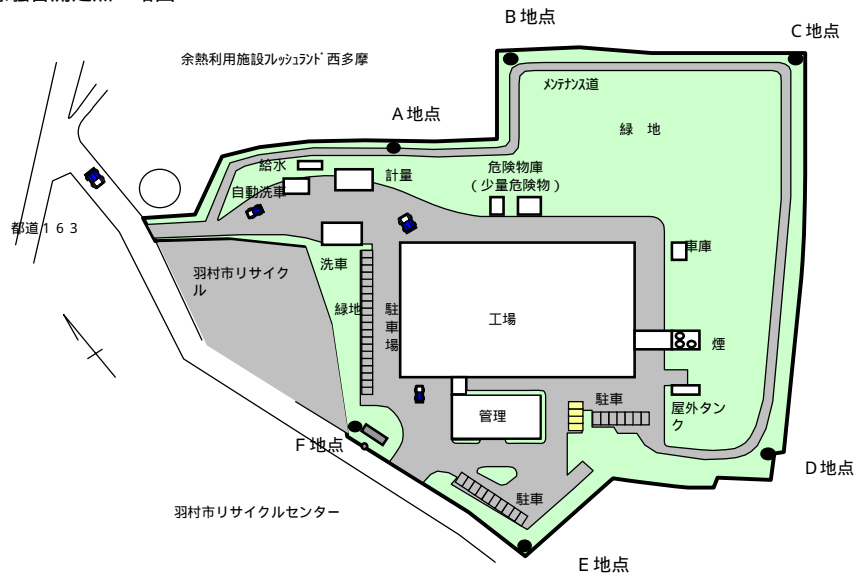 B地点
C地点
余熱利用施設フレッシュランド西多摩
メンテナンス道
A地点
緑　地
給水
計量
危険物庫
（少量危険物）
自動洗車
都道１６３
洗車
車庫
羽村市リサイク
ル
緑地
駐車場
工場
煙
駐車
屋外タン
ク
管理
F地点
D地点
駐車
羽村市リサイクルセンター
E地点